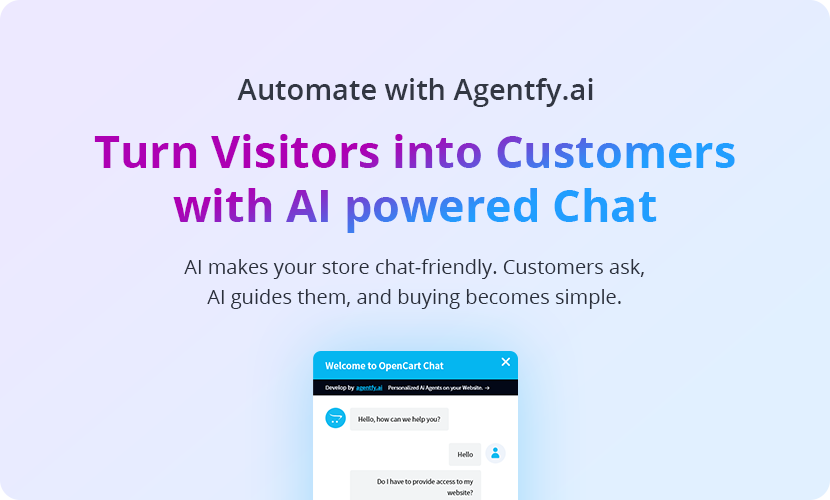 Automate with Agentfy.ai
Turn Visitors into Customers
with AI powered Chat
AI makes your store chat-friendly. Customers ask,
AI guides them, and buying becomes simple.
Welcome to OpenCart Chat
Develop by agentfy.ai Personalized AI Agents on your Website. →
Hello, how can we help you?
Hello
Do I have to provide access to my
website?